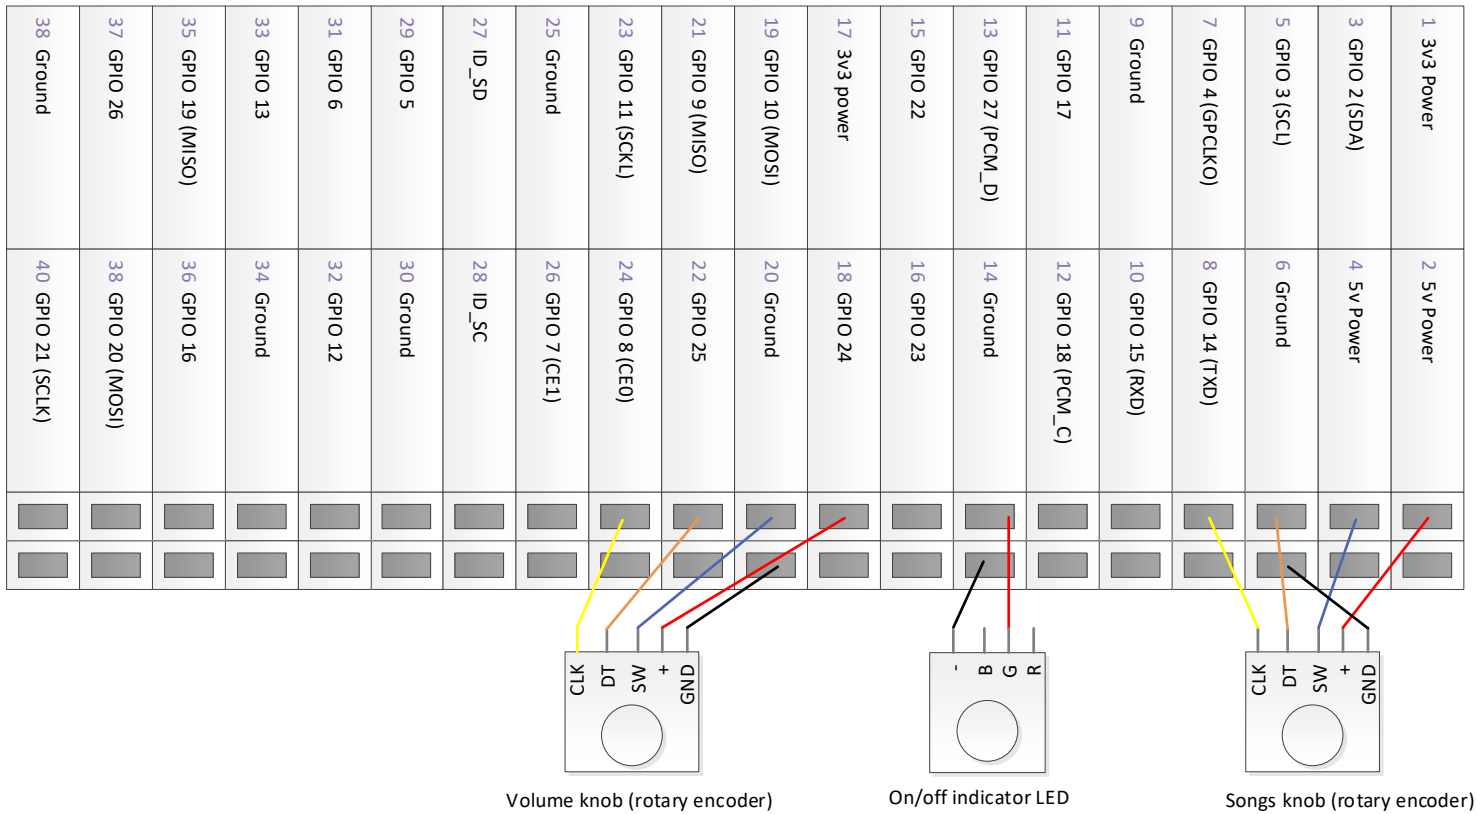 38 Ground
37 GPIO 26
35 GPIO 19 (MISO)
33 GPIO 13
31 GPIO 6
29 GPIO 5
27 ID_SD
25 Ground
23 GPIO 11 (SCKL)
21 GPIO 9 (MISO)
19 GPIO 10 (MOSI)
17 3v3 power
15 GPIO 22
13 GPIO 27 (PCM_D)
11 GPIO 17
9 Ground
7 GPIO 4 (GPCLKO)
5 GPIO 3 (SCL)
3 GPIO 2 (SDA)
1 3v3 Power
40 GPIO 21 (SCLK)
38 GPIO 20 (MOSI)
36 GPIO 16
34 Ground
32 GPIO 12
30 Ground
28 ID_SC
26 GPIO 7 (CE1)
24 GPIO 8 (CE0)
22 GPIO 25
20 Ground
18 GPIO 24
16 GPIO 23
14 Ground
12 GPIO 18 (PCM_C)
10 GPIO 15 (RXD)
8 GPIO 14 (TXD)
6 Ground
4 5v Power
2 5v Power
CLK
DT
SW
+
GND
-
B
G
R
CLK
DT
SW
+
GND
Volume knob (rotary encoder)
On/off indicator LED
Songs knob (rotary encoder)